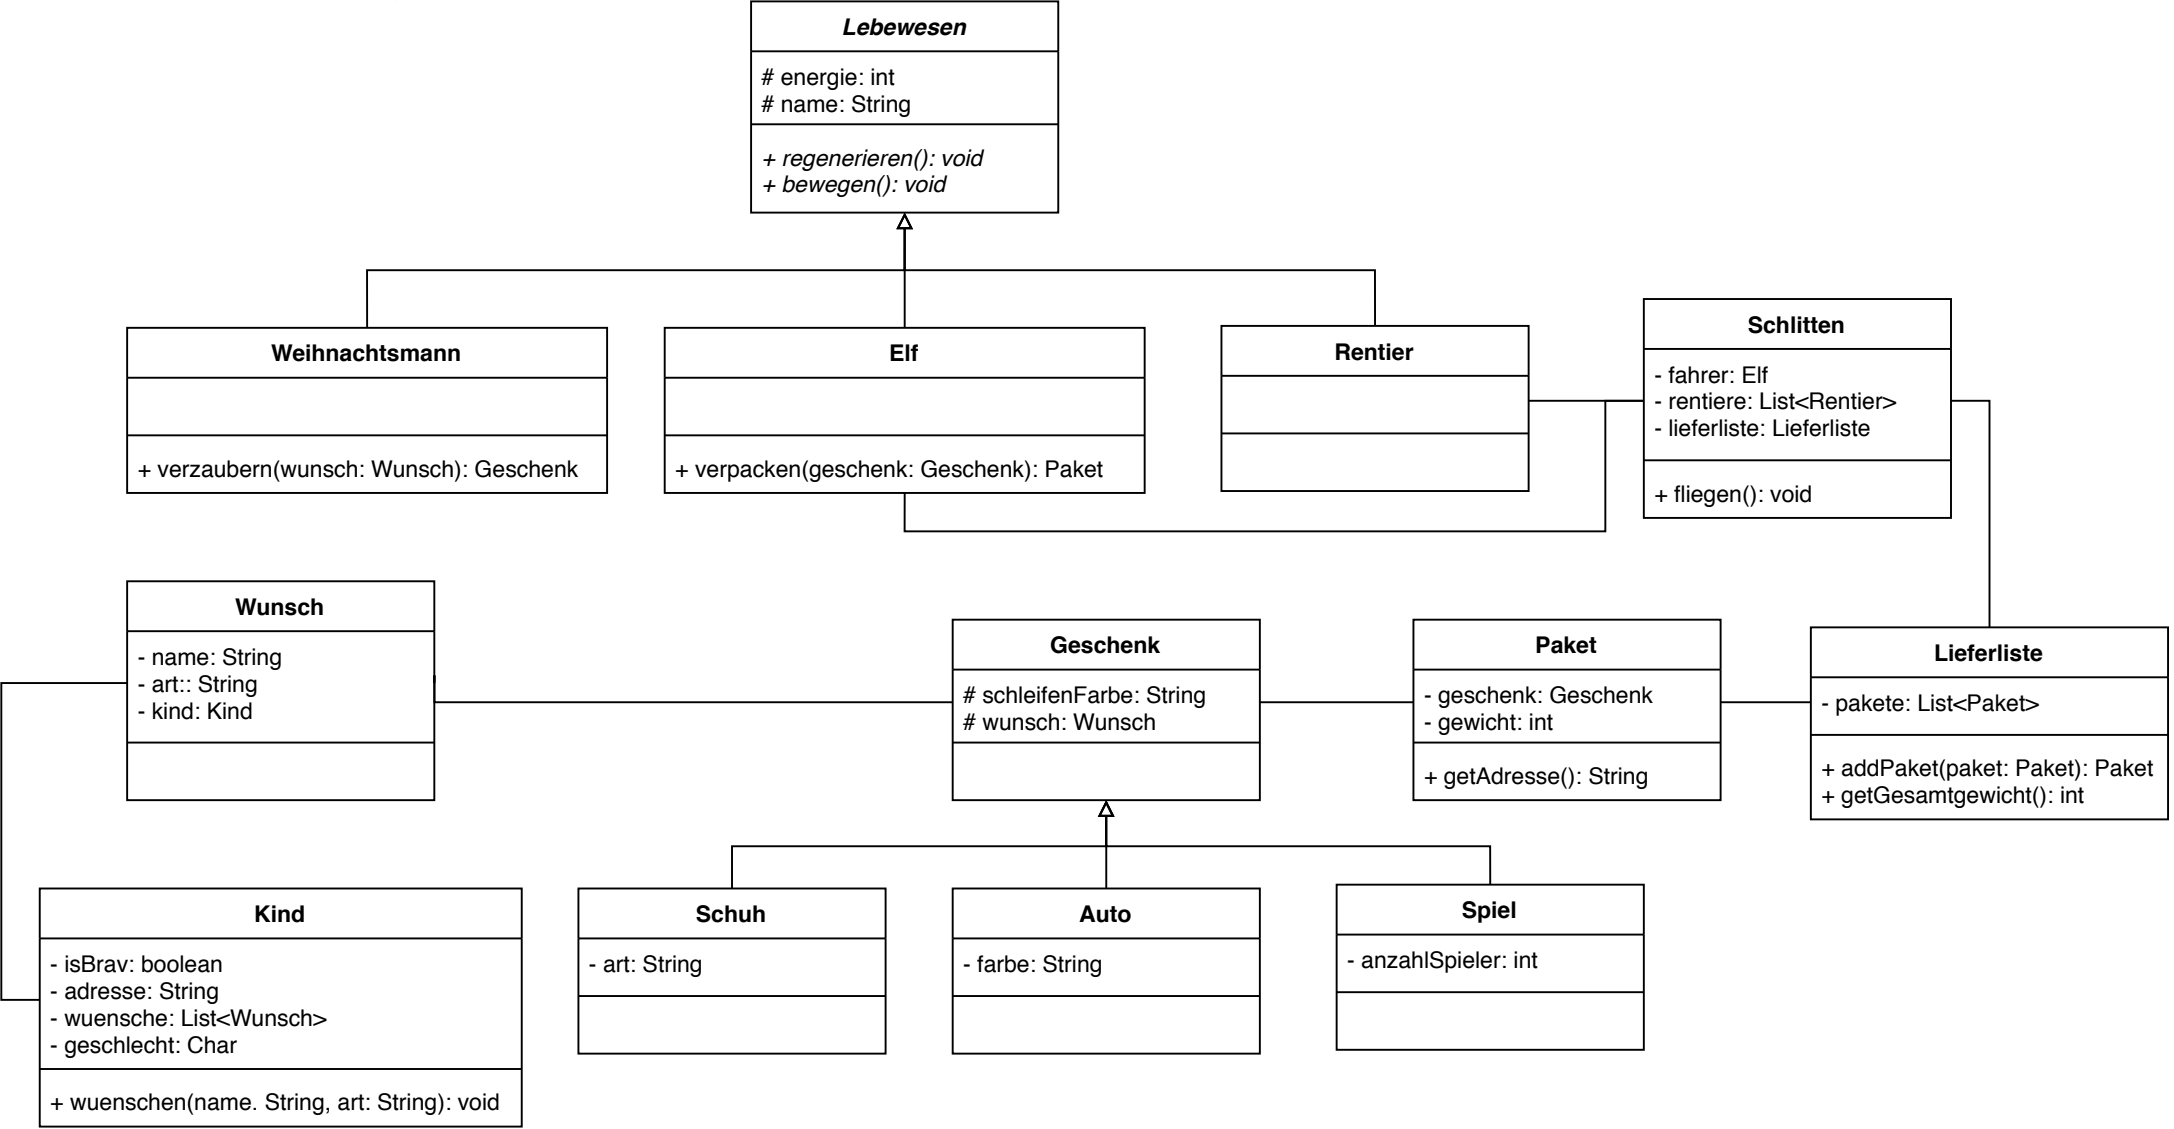 Lebewesen
# energie: int
# name: String
+ regenerieren(): void
+ bewegen(): void
Weihnachtsmann
+ verzaubern(wunsch: Wunsch): Geschenk
Elf
+ verpacken(geschenk: Geschenk): Paket
Rentier
Schlitten
- fahrer: Elf
- rentiere: List<Rentier>
- lieferliste: Lieferliste
+ fliegen(): void
Wunsch
- name: String
- art:: String
- kind: Kind
Geschenk
# schleifenFarbe: String
# wunsch: Wunsch
Paket
- geschenk: Geschenk
- gewicht: int
+ getAdresse(): String
Lieferliste
- pakete: List<Paket>
+ addPaket(paket: Paket): Paket
+ getGesamtgewicht(): int
Kind
- isBrav: boolean
- adresse: String
- wuensche: List<Wunsch>
- geschlecht: Char
+ wuenschen(name. String, art: String): void
Schuh
- art: String
Auto
- farbe: String
Spiel
- anzahlSpieler: int